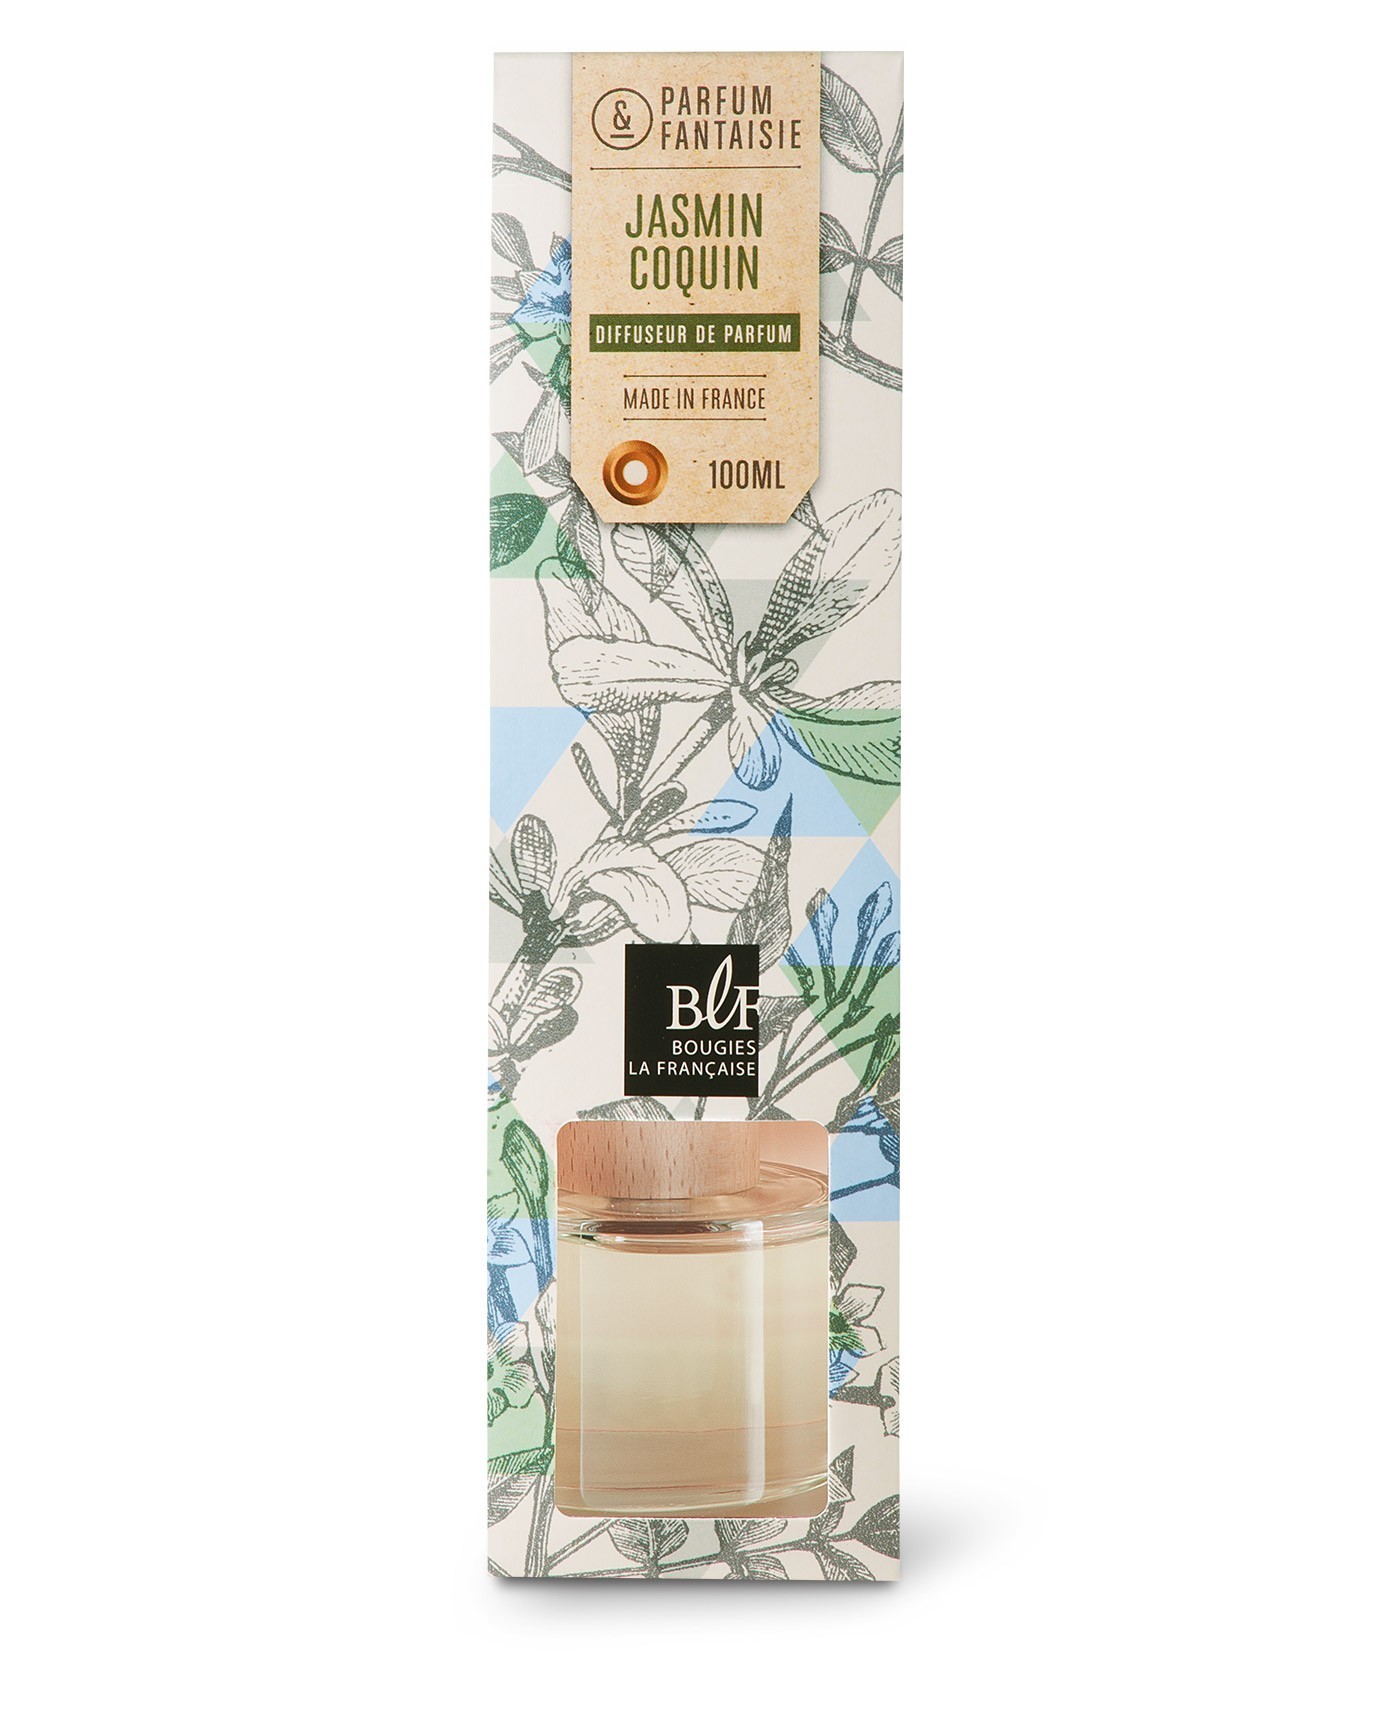 &
PARFUM
FANTAISIE
JASMIN
COQUIN
DIFFUSEUR DE PARFUM
MADE IN FRANCE
100ML
BLF
BOUGIES
LA FRANÇAISE